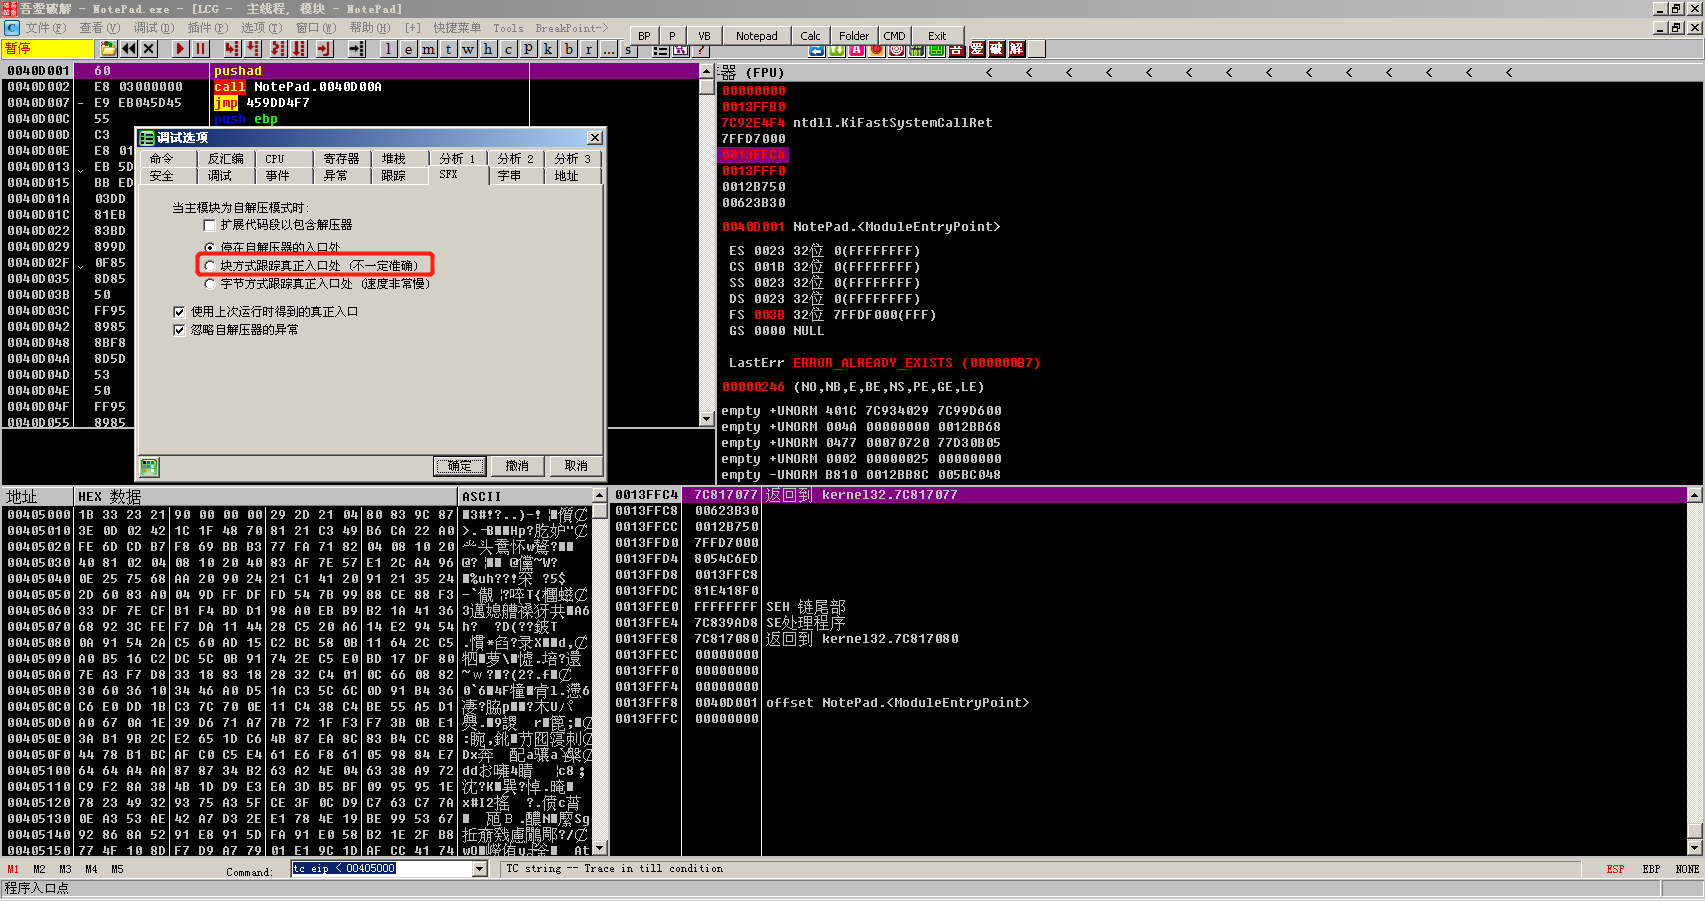 吾爱破解 - NotePad.exe - [LCG - 主线程, 模块 - NotePad]
文件(F) 查看(V) 调试(D) 插件(P) 选项(T) 窗口(W) 帮助(H) [+] 快捷菜单 Tools BreakPoint->
BP P VB Notepad Calc Folder CMD Exit
暂停 l e m t w h c p k b r ... s
0040D001 60 pushad
0040D002 E8 03000000 call NotePad.0040D00A
0040D007 - E9 EB045D45 jmp 459DD4F7
0040D00C 55 push ebp
0040D00D C3
0040D00E E8 01
0040D013 EB 5D
0040D015 BB ED
0040D01A 03DD
0040D01C 81EB
0040D022 83BD
0040D029 899D
0040D02F 0F85
0040D035 8D85
0040D03B 50
0040D03C FF95
0040D042 8985
0040D048 8BF8
0040D04A 8D5D
0040D04D 53
0040D04E 50
0040D04F FF95
0040D055 8985
调试选项
命令 反汇编 CPU 寄存器 堆栈 分析 1 分析 2 分析 3
安全 调试 事件 异常 跟踪 SFX 字串 地址
当主模块为自解压模式时:
扩展代码段以包含解压器
停在自解压器的入口处
块方式跟踪真正入口处 (不一定准确)
字节方式跟踪真正入口处 (速度非常慢)
使用上次运行时得到的真正入口
忽略自解压器的异常
确定 撤消 取消
器 (FPU) < < < < < < < < < < < < < <
00000000
0013FFB0
7C92E4F4 ntdll.KiFastSystemCallRet
7FFD7000
0013FFC4
0013FFF0
0012B750
00623B30
0040D001 NotePad.<ModuleEntryPoint>
ES 0023 32位 0(FFFFFFFF)
CS 001B 32位 0(FFFFFFFF)
SS 0023 32位 0(FFFFFFFF)
DS 0023 32位 0(FFFFFFFF)
FS 003B 32位 7FFDF000(FFF)
GS 0000 NULL
LastErr ERROR_ALREADY_EXISTS (000000B7)
00000246 (NO,NB,E,BE,NS,PE,GE,LE)
empty +UNORM 401C 7C934029 7C99D600
empty +UNORM 004A 00000000 0012BB68
empty +UNORM 0477 00070720 77D30B05
empty +UNORM 0002 00000025 00000000
empty -UNORM B810 0012BB8C 005BC048
地址 HEX 数据 ASCII
00405000 1B 33 23 21 90 00 00 00 29 2D 21 04 80 83 9C 87
00405010 3E 0D 02 42 1C 1F 48 70 81 21 C3 49 B6 CA 22 A0
00405020 FE 6D CD B7 F8 69 BB B3 77 FA 71 82 04 08 10 20
00405030 40 81 02 04 08 10 20 40 83 AF 7E 57 E1 2C A4 96
00405040 0E 25 75 68 AA 20 90 24 21 C1 41 20 91 21 35 24
00405050 2D 60 83 A0 04 9D FF DF FD 54 7B 99 88 CE 88 F3
00405060 33 DF 7E CF B1 F4 BD D1 98 A0 EB B9 B2 1A 41 36
00405070 68 92 3C FE F7 DA 11 44 28 C5 20 A6 14 E2 94 54
00405080 0A 91 54 2A C5 60 AD 15 C2 BC 58 0B 11 64 2C C5
00405090 A0 B5 16 C2 DC 5C 0B 91 74 2E C5 E0 BD 17 DF 80
004050A0 7E A3 F7 D8 33 18 83 18 28 32 C4 01 0C 66 08 82
004050B0 30 60 36 10 34 46 A0 D5 1A C3 5C 6C 0D 91 B4 36
004050C0 C6 E0 DD 1B C3 7C 70 0E 11 C4 38 C4 BE 55 A5 D1
004050D0 A0 67 0A 1E 39 D6 71 A7 7B 72 1F F3 F7 3B 0B E1
004050E0 3A B1 9B 2C E2 65 1D C6 4B 87 EA 8C 83 B4 CC 88
004050F0 44 78 B1 BC AF C0 C5 E4 61 E6 F8 61 05 98 84 E7
00405100 64 64 A4 AA 87 87 34 B2 63 A2 4E 04 63 38 A9 72
00405110 C9 F2 8A 38 4B 1D D9 E3 EA 3D B5 BF 09 95 95 1E
00405120 78 23 49 32 93 75 A3 5F CE 3F 0C D9 C7 63 C7 7A
00405130 0E A3 53 AE 42 A7 D3 2E E1 78 4E 19 BE 99 53 67
00405140 92 86 8A 52 91 E8 91 5D FA 91 E0 58 B2 1E 2F B8
00405150 77 4F 10 8D F7 D9 A7 79 01 E1 9C 1D AF CC 41 74
0013FFC4 7C817077 返回到 kernel32.7C817077
0013FFC8 00623B30
0013FFCC 0012B750
0013FFD0 7FFD7000
0013FFD4 8054C6ED
0013FFD8 0013FFC8
0013FFDC 81E418F0
0013FFE0 FFFFFFFF SEH 链尾部
0013FFE4 7C839AD8 SE处理程序
0013FFE8 7C817080 返回到 kernel32.7C817080
0013FFEC 00000000
0013FFF0 00000000
0013FFF4 00000000
0013FFF8 0040D001 offset NotePad.<ModuleEntryPoint>
0013FFFC 00000000
M1 M2 M3 M4 M5 Command: tc eip < 00405000 TC string -- Trace in till condition ESP EBP NONE
程序入口点